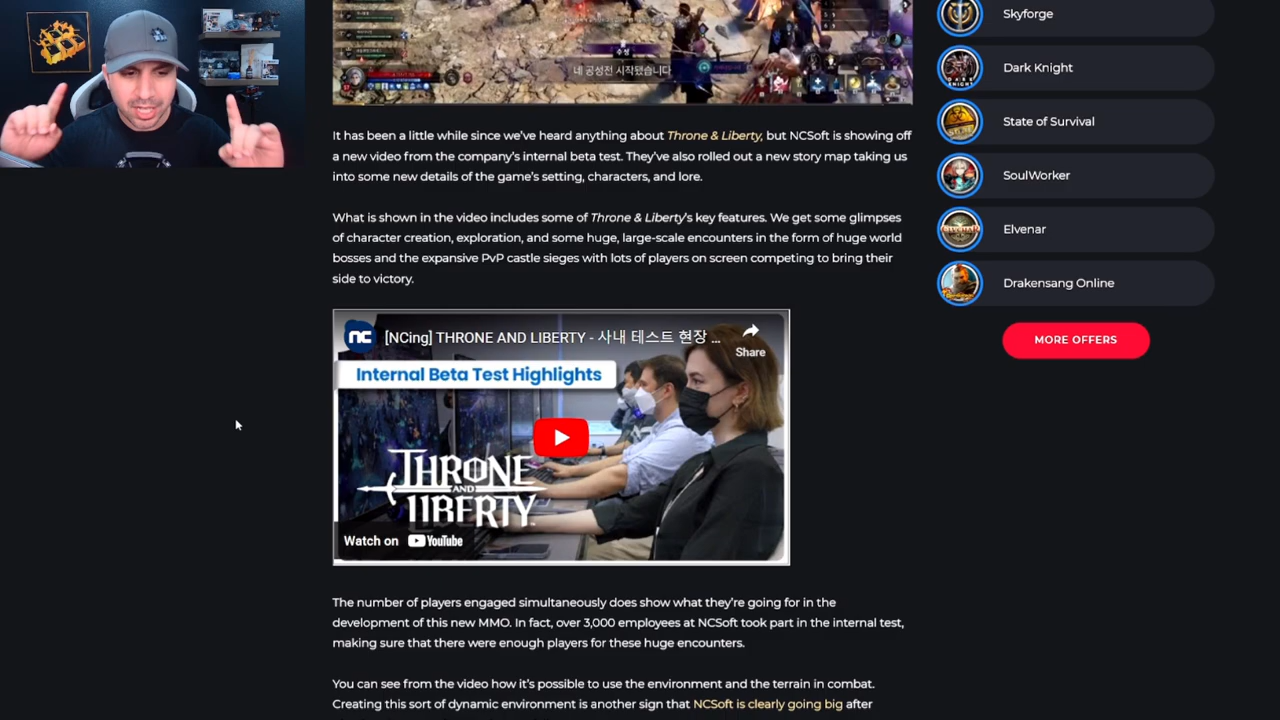 Skyforge
Dark Knight
State of Survival
SoulWorker
Elvenar
Drakensang Online
MORE OFFERS
네 공성전 시작됐습니다
It has been a little while since we've heard anything about Throne & Liberty, but NCSoft is showing off
a new video from the company's internal beta test. They've also rolled out a new story map taking us
into some new details of the game's setting, characters, and lore.
What is shown in the video includes some of Throne & Liberty's key features. We get some glimpses
of character creation, exploration, and some huge, large-scale encounters in the form of huge world
bosses and the expansive PvP castle sieges with lots of players on screen competing to bring their
side to victory.
nc
[NCing] THRONE AND LIBERTY - 사내 테스트 현장 ...
Share
Internal Beta Test Highlights
THRONE
AND
LIBERTY
Watch on YouTube
The number of players engaged simultaneously does show what they're going for in the
development of this new MMO. In fact, over 3,000 employees at NCSoft took part in the internal test,
making sure that there were enough players for these huge encounters.
You can see from the video how it's possible to use the environment and the terrain in combat.
Creating this sort of dynamic environment is another sign that NCSoft is clearly going big after